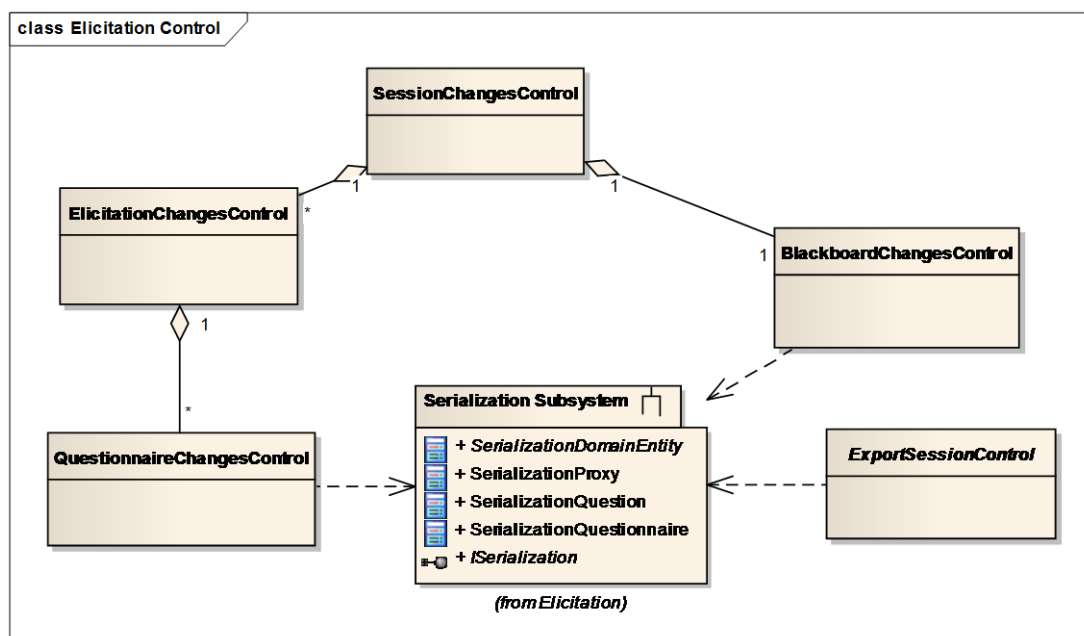 class Elicitation Control
SessionChangesControl
1
1
ElicitationChangesControl
*
1
BlackboardChangesControl
1
*
QuestionnaireChangesControl
Serialization Subsystem
+ SerializationDomainEntity
+ SerializationProxy
+ SerializationQuestion
+ SerializationQuestionnaire
+ ISerialization
(from Elicitation)
ExportSessionControl